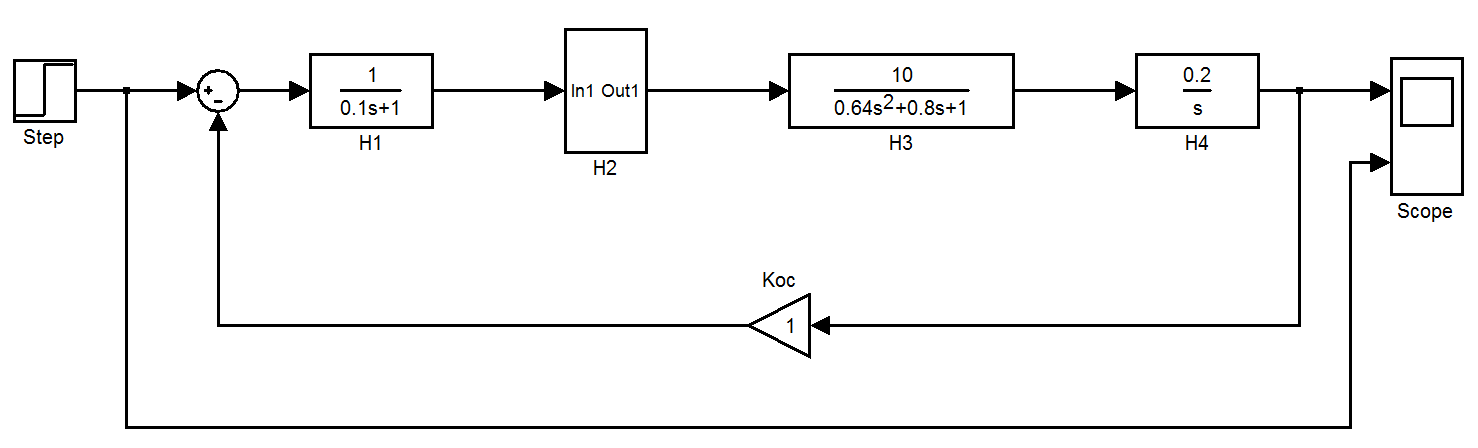 Step
+
-
1
0.1s+1
H1
In1 Out1
H2
10
0.64s2+0.8s+1
H3
0.2
s
H4
Scope
Koc
1